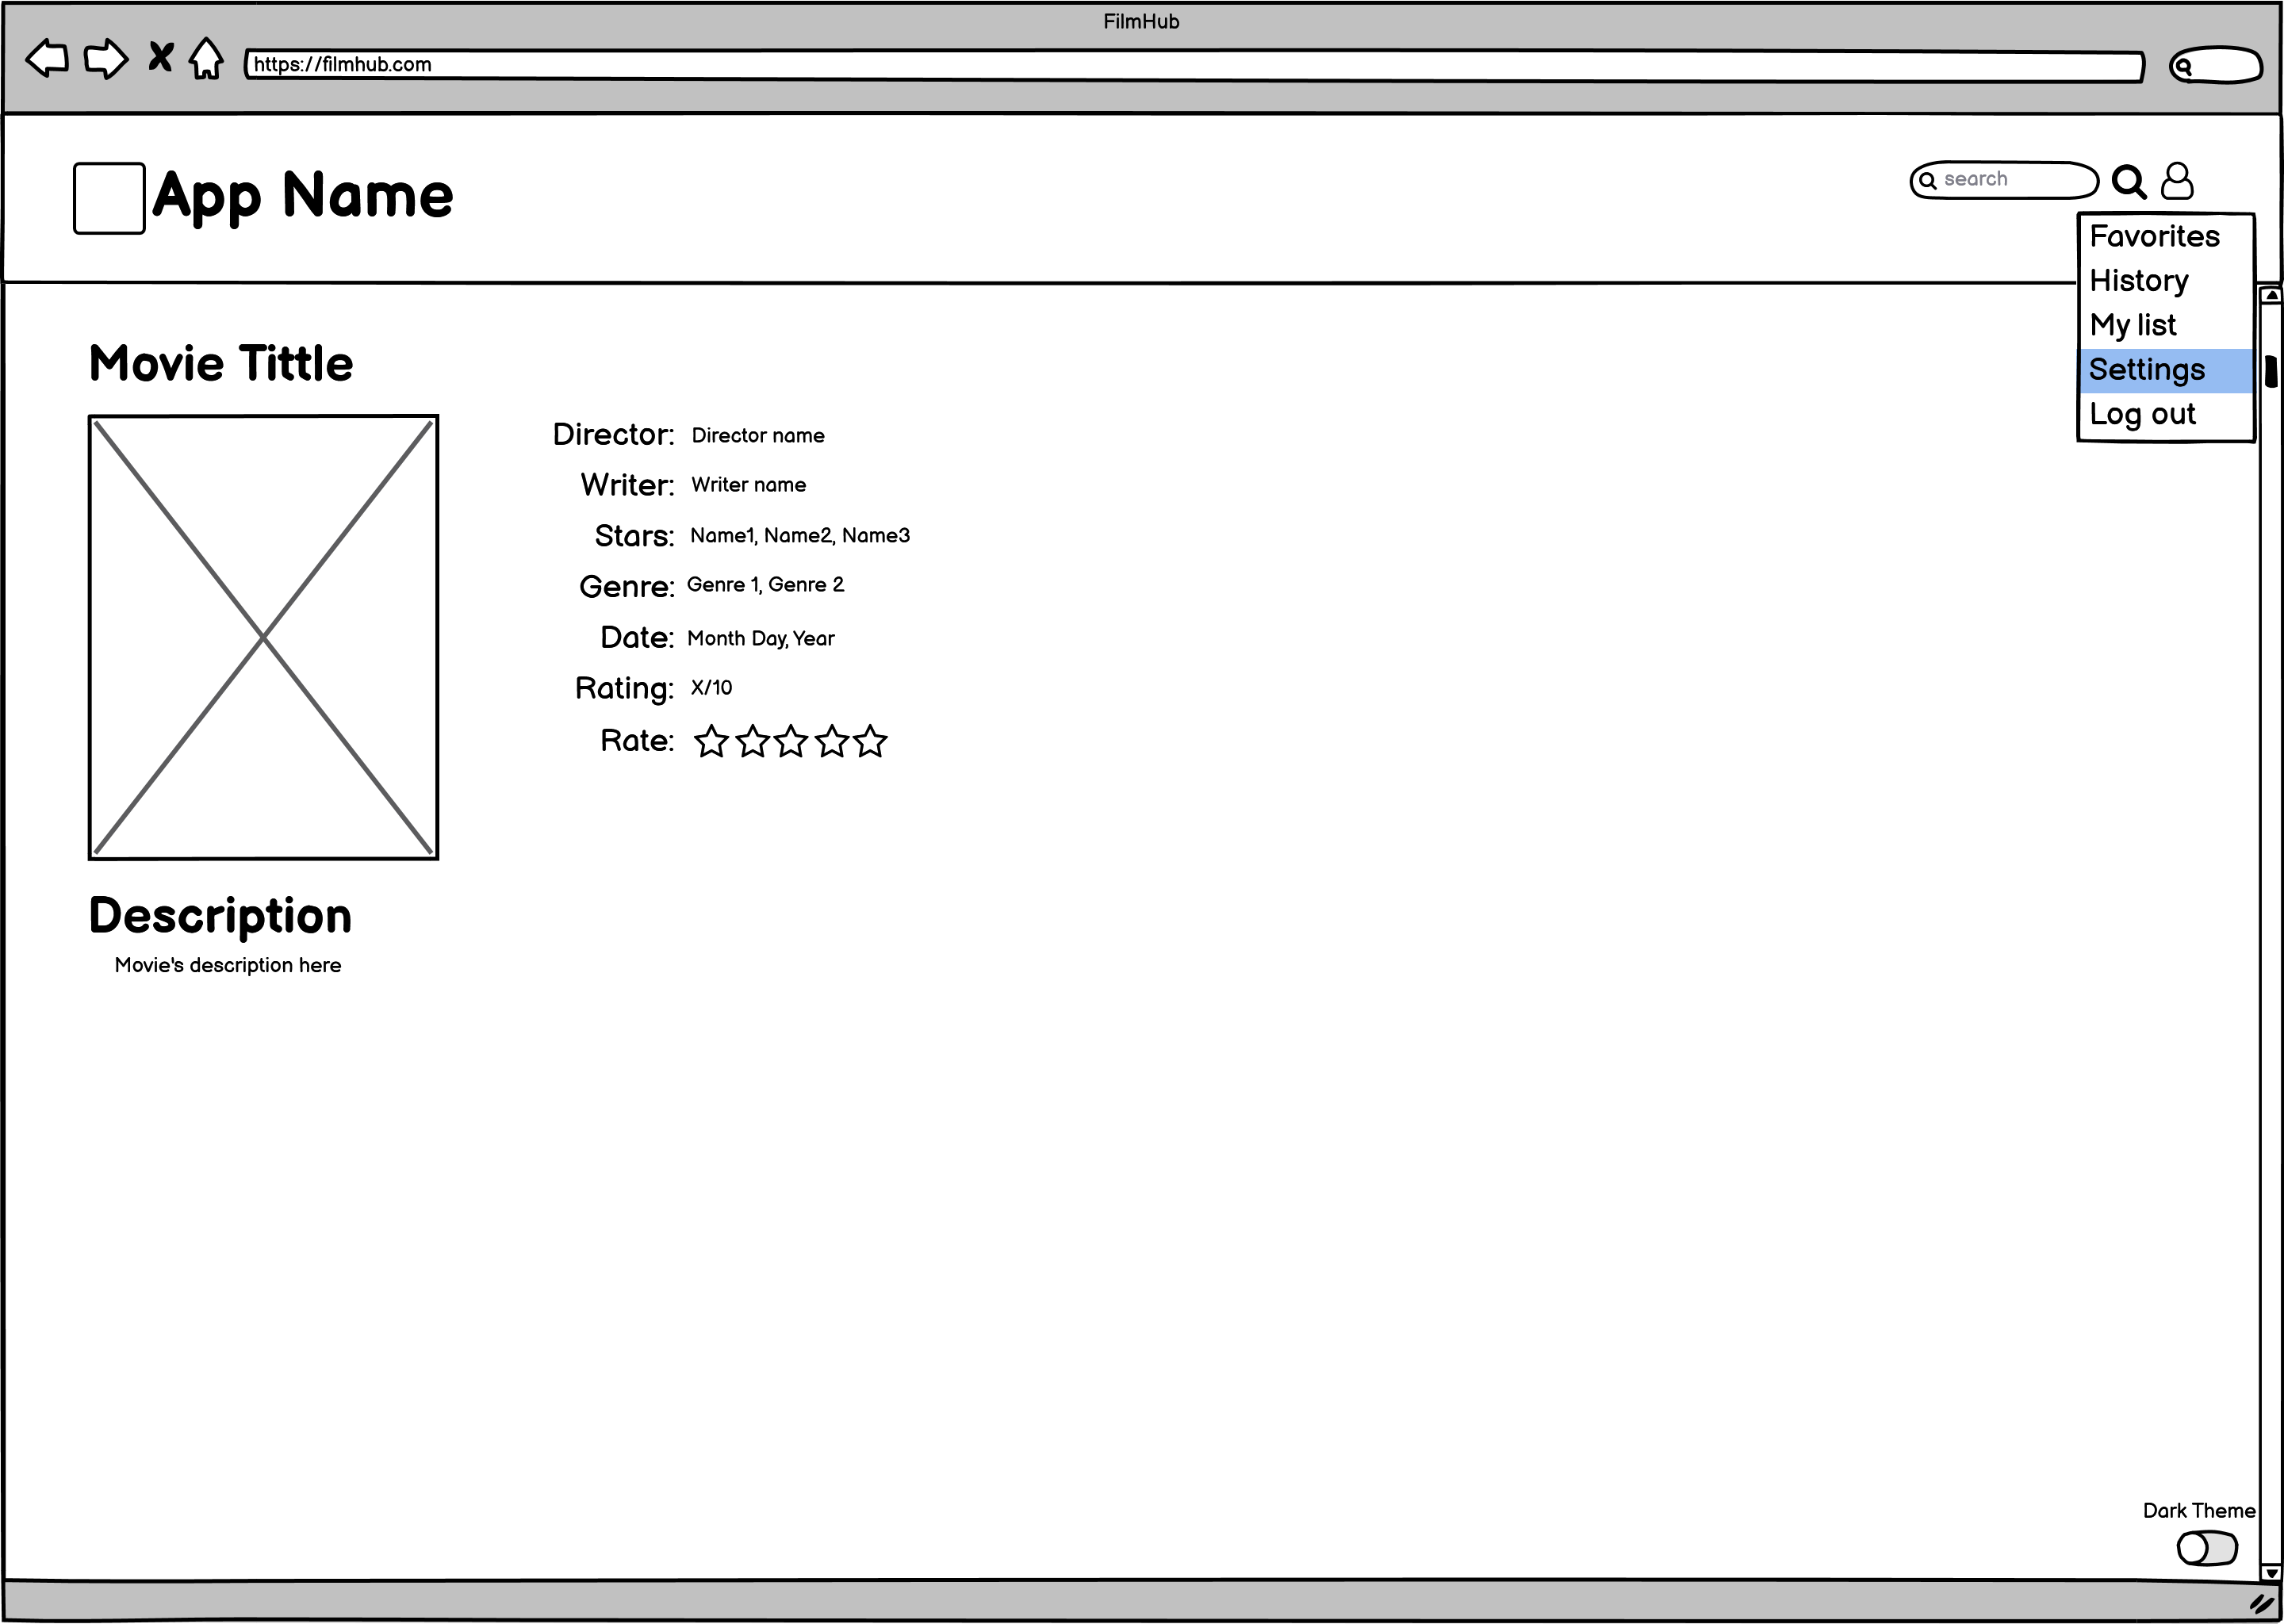 FilmHub
https://filmhub.com
App Name
search
Favorites
History
My list
Settings
Log out
Movie Tittle
Director: Director name
Writer: Writer name
Stars: Name1, Name2, Name3
Genre: Genre 1, Genre 2
Date: Month Day, Year
Rating: X/10
Rate:
Description
Movie's description here
Dark Theme